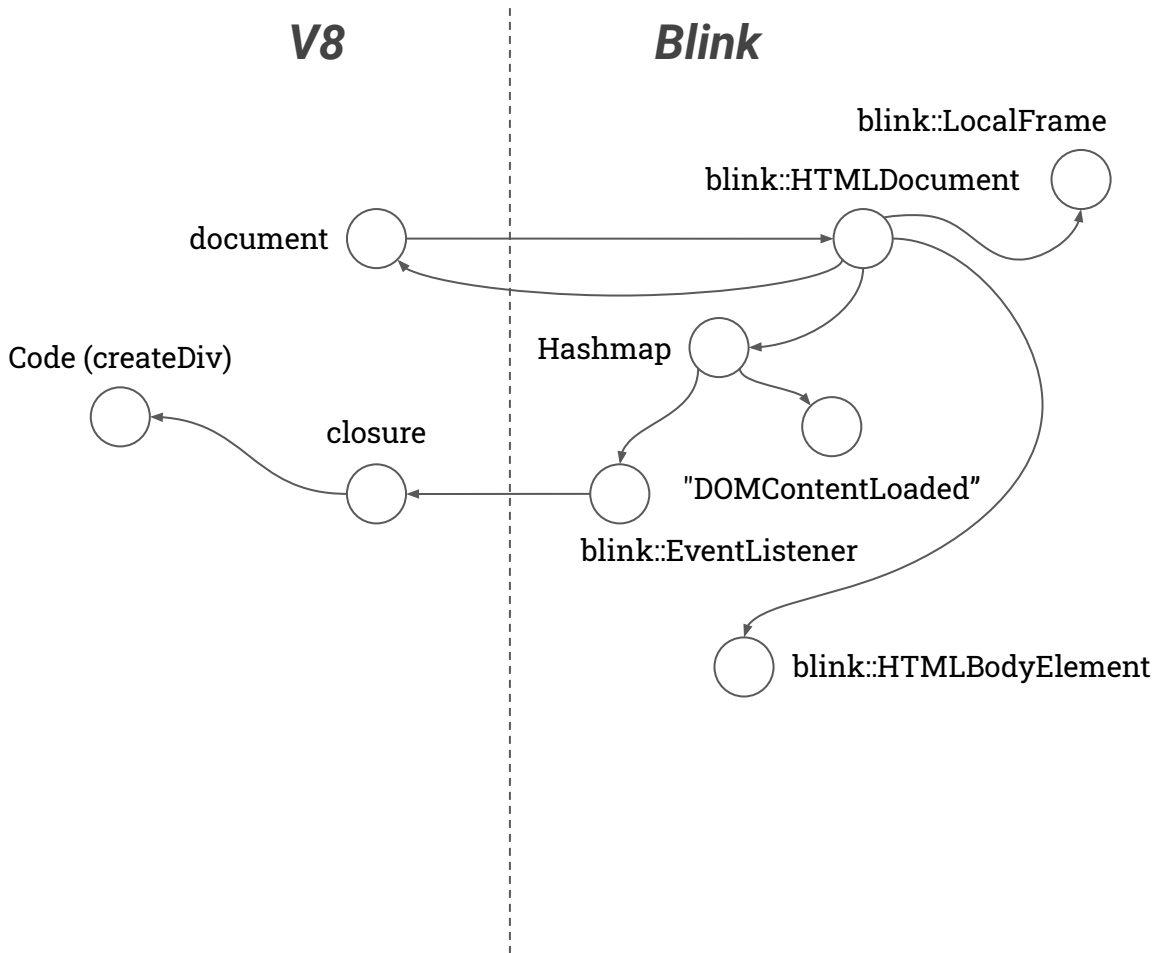 V8
Blink
blink::LocalFrame
blink::HTMLDocument
document
Hashmap
Code (createDiv)
closure
"DOMContentLoaded”
blink::EventListener
blink::HTMLBodyElement